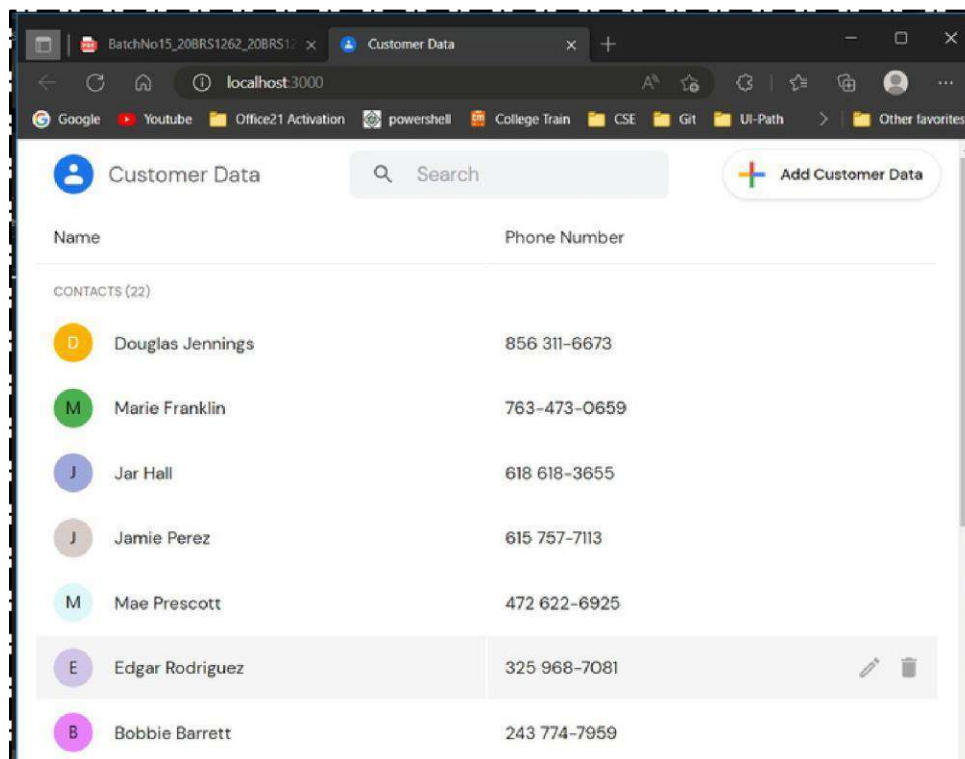 BatchNo15_20BRS1262_20BRS12 Customer Data
localhost:3000
Google Youtube Office21 Activation powershell College Train CSE Git UI-Path Other favorites
Customer Data Search Add Customer Data
Name Phone Number
CONTACTS (22)
D Douglas Jennings 856 311-6673
M Marie Franklin 763-473-0659
J Jar Hall 618 618-3655
J Jamie Perez 615 757-7113
M Mae Prescott 472 622-6925
E Edgar Rodriguez 325 968-7081
B Bobbie Barrett 243 774-7959